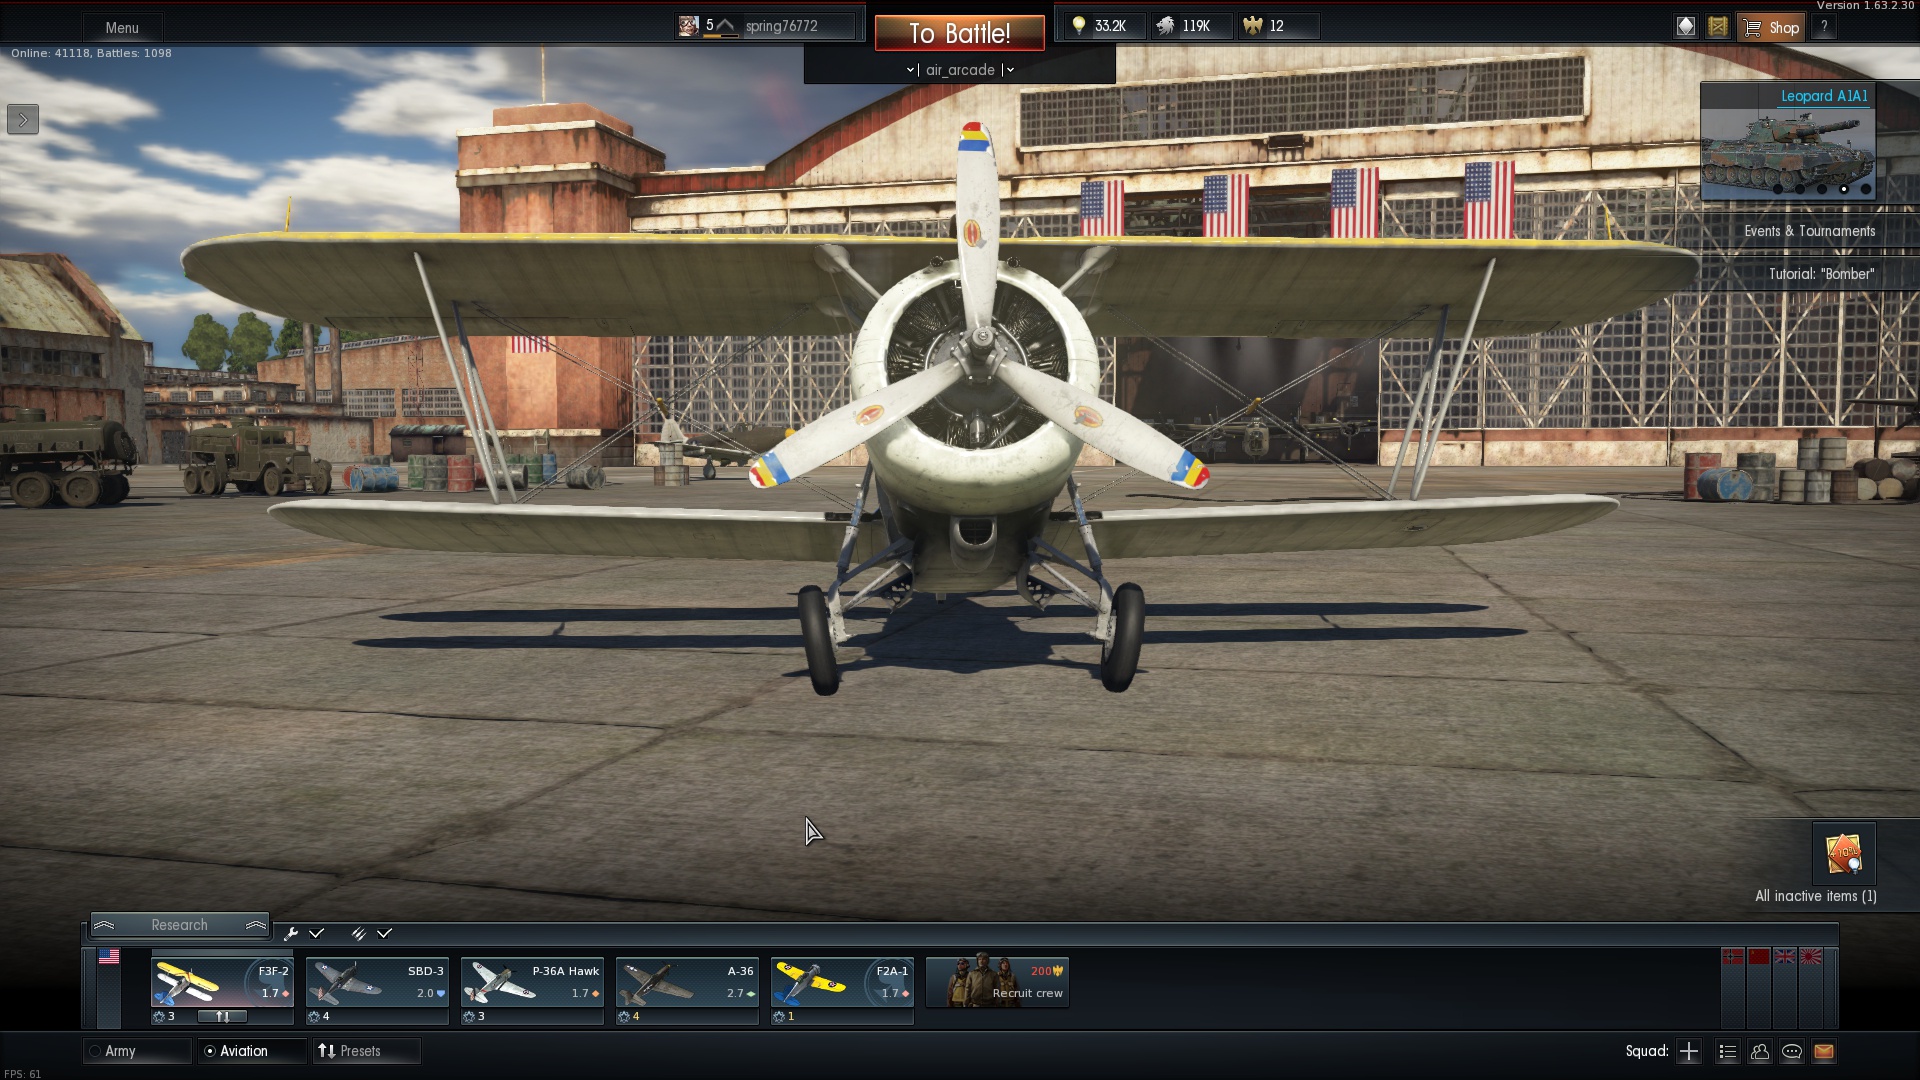 Version 1.63.2.30
Menu
5 spring76772
To Battle!
33.2K
119K
12
Shop
?
Online: 41118, Battles: 1098
air_arcade
Leopard A1A1
Events & Tournaments
Tutorial: "Bomber"
All inactive items (1)
Research
F3F-2
1.7
3
SBD-3
2.0
4
P-36A Hawk
1.7
3
A-36
2.7
4
F2A-1
1.7
1
200
Recruit crew
Army
Aviation
Presets
Squad:
FPS: 61